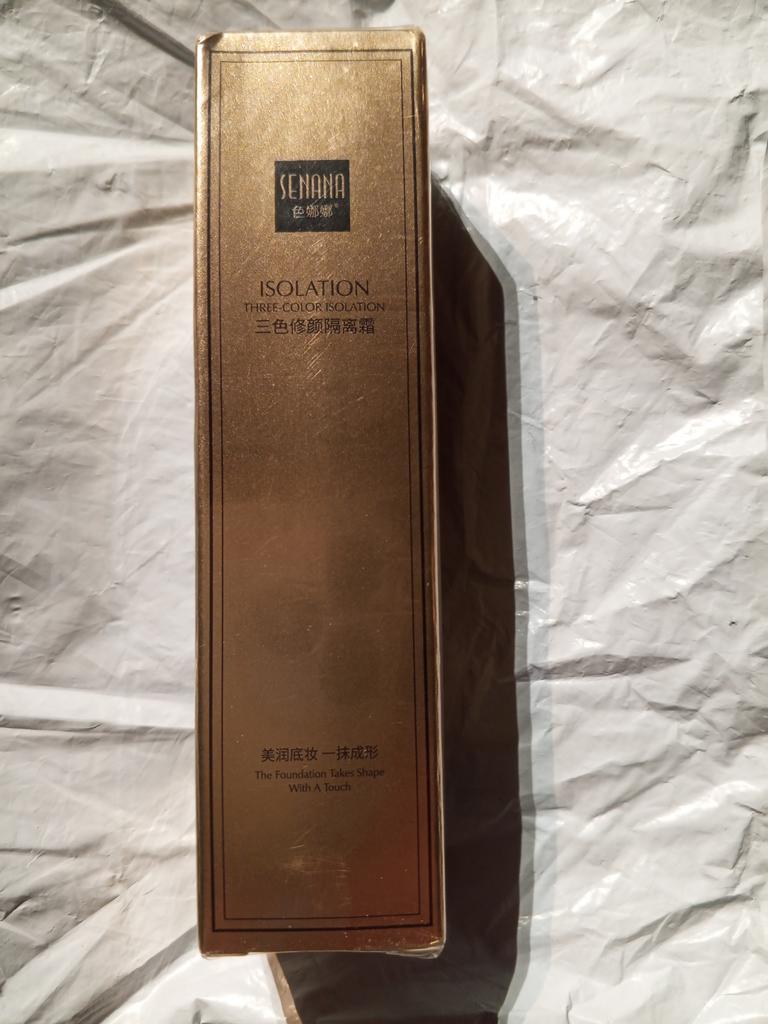 SENANA
色娜娜®
ISOLATION
THREE-COLOR ISOLATION
三色修颜隔离霜
美润底妆 一抹成形
The Foundation Takes Shape
With A Touch